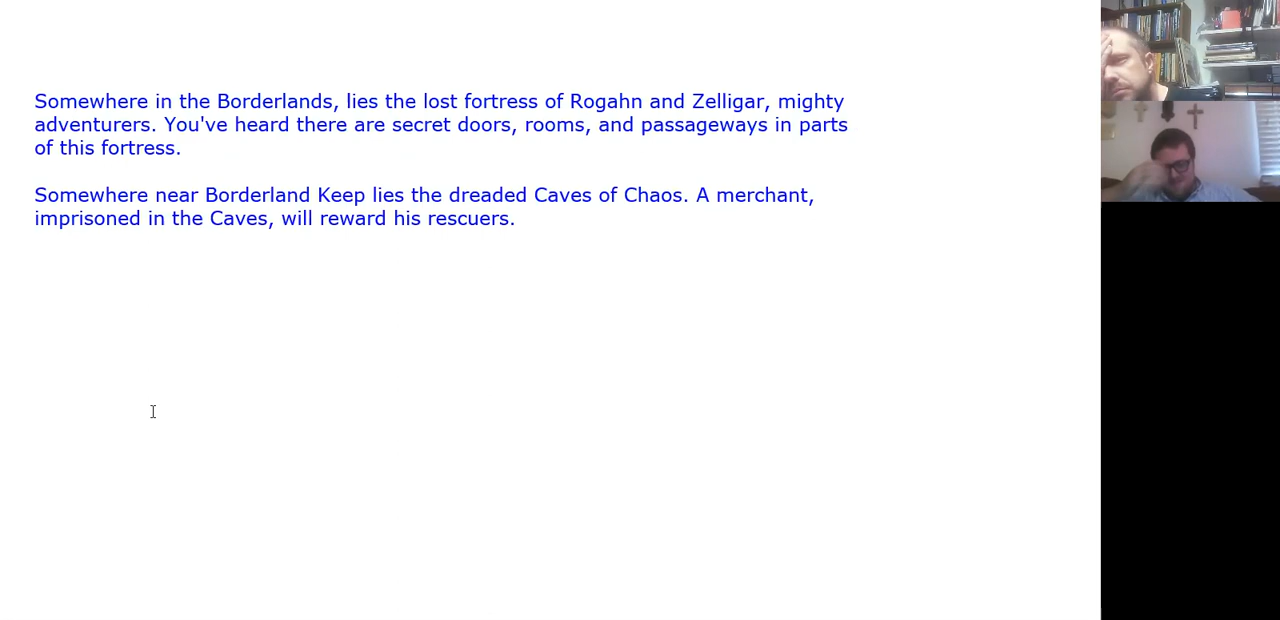 Somewhere in the Borderlands, lies the lost fortress of Rogahn and Zelligar, mighty
adventurers. You've heard there are secret doors, rooms, and passageways in parts
of this fortress.
Somewhere near Borderland Keep lies the dreaded Caves of Chaos. A merchant,
imprisoned in the Caves, will reward his rescuers.